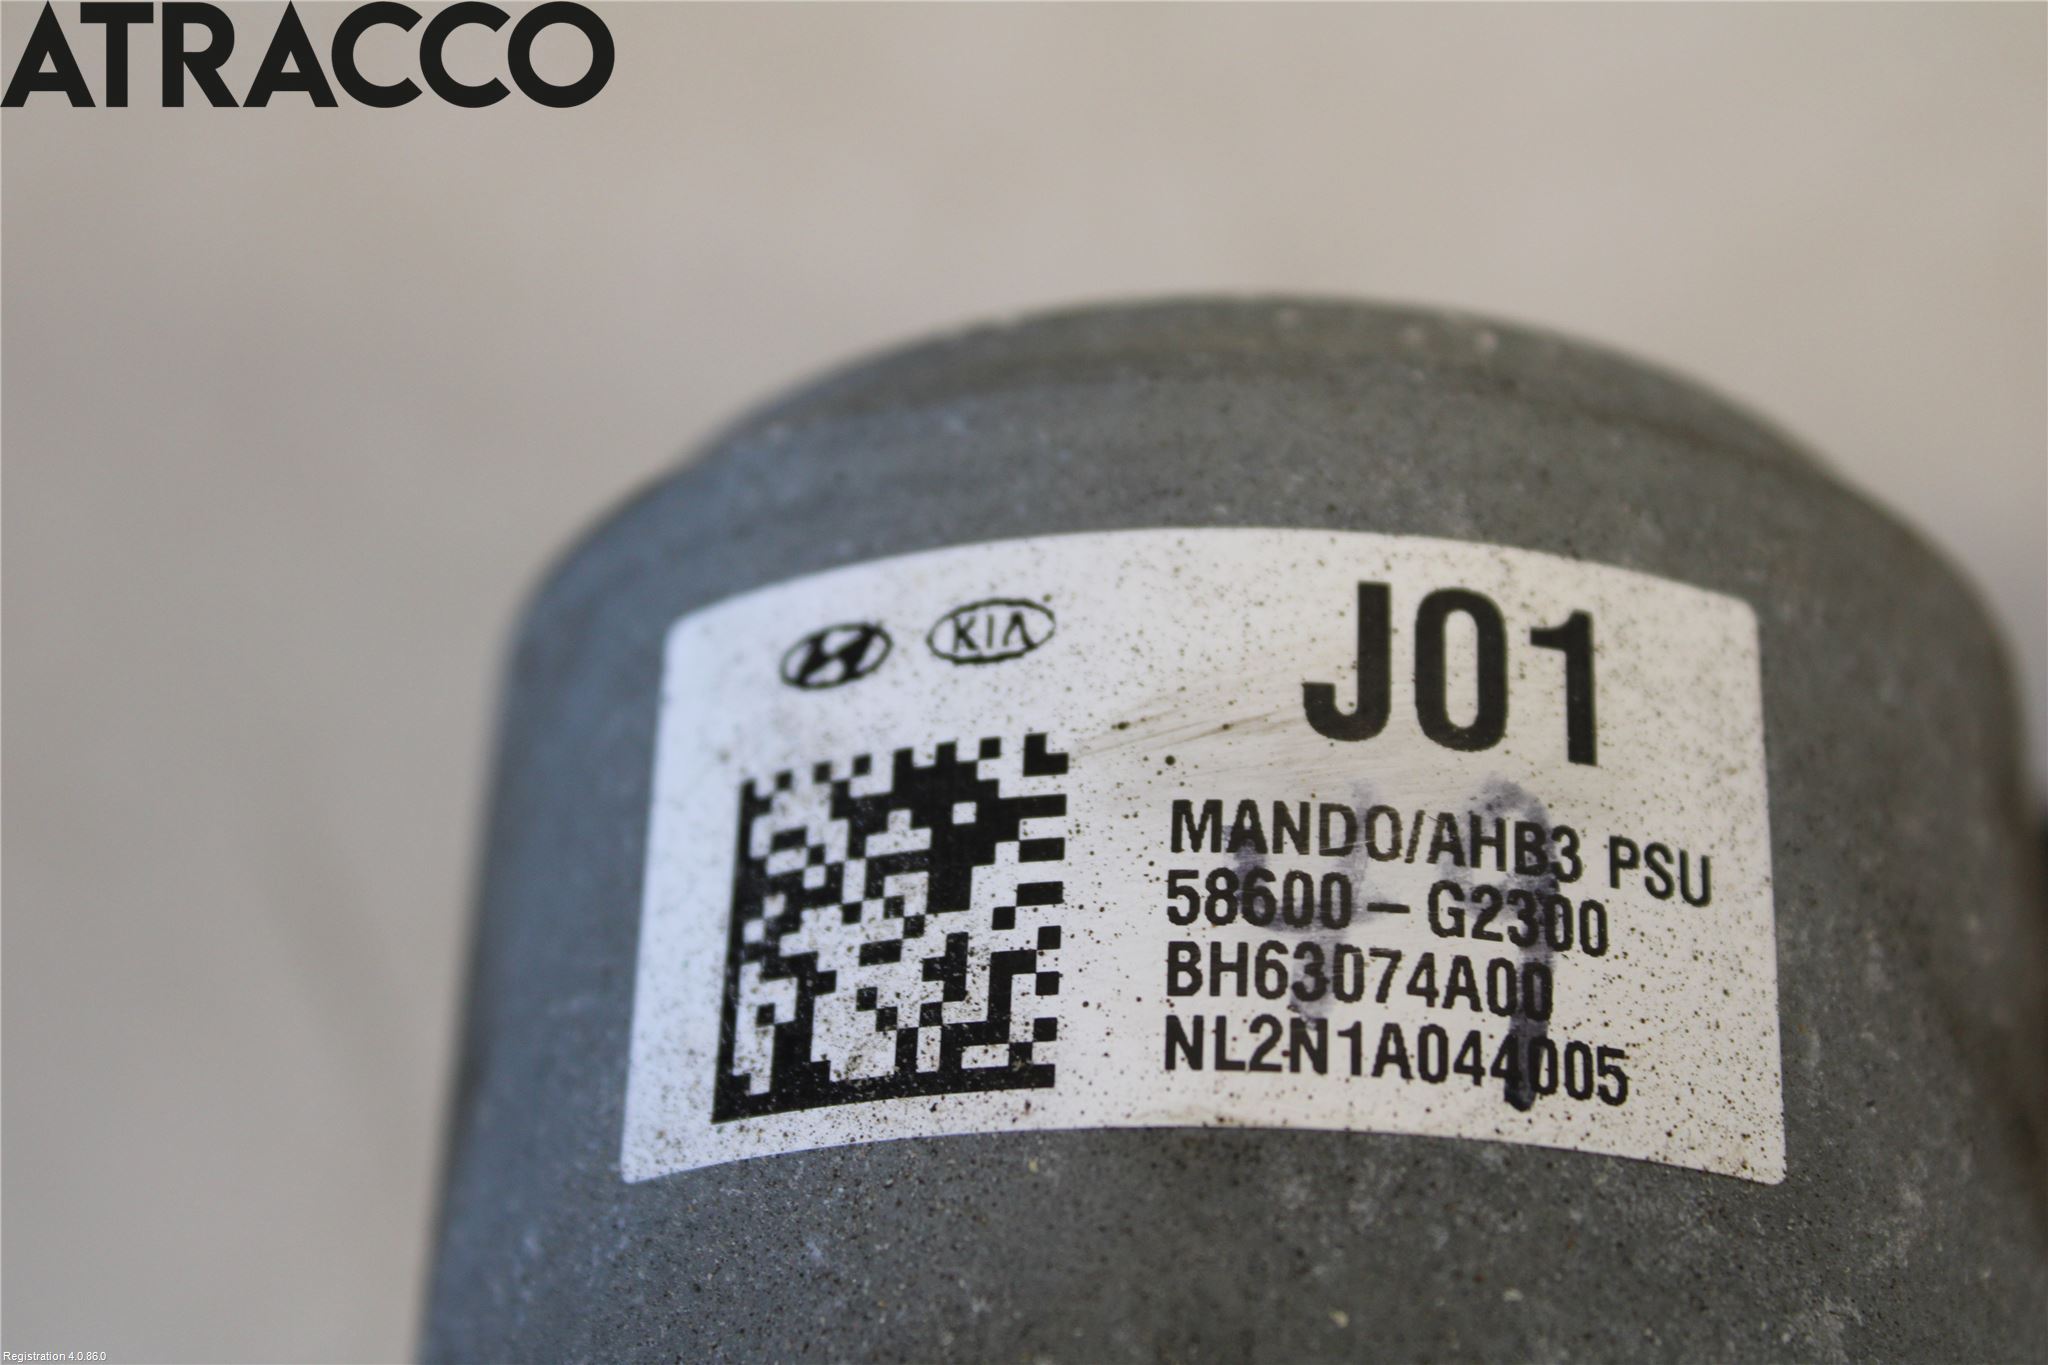 ATRACCO
KIA
J01
MANDO/AHB3 PSU
58600-G2300
BH63074A00
NL2N1A044005
Registration 4.0.86.0